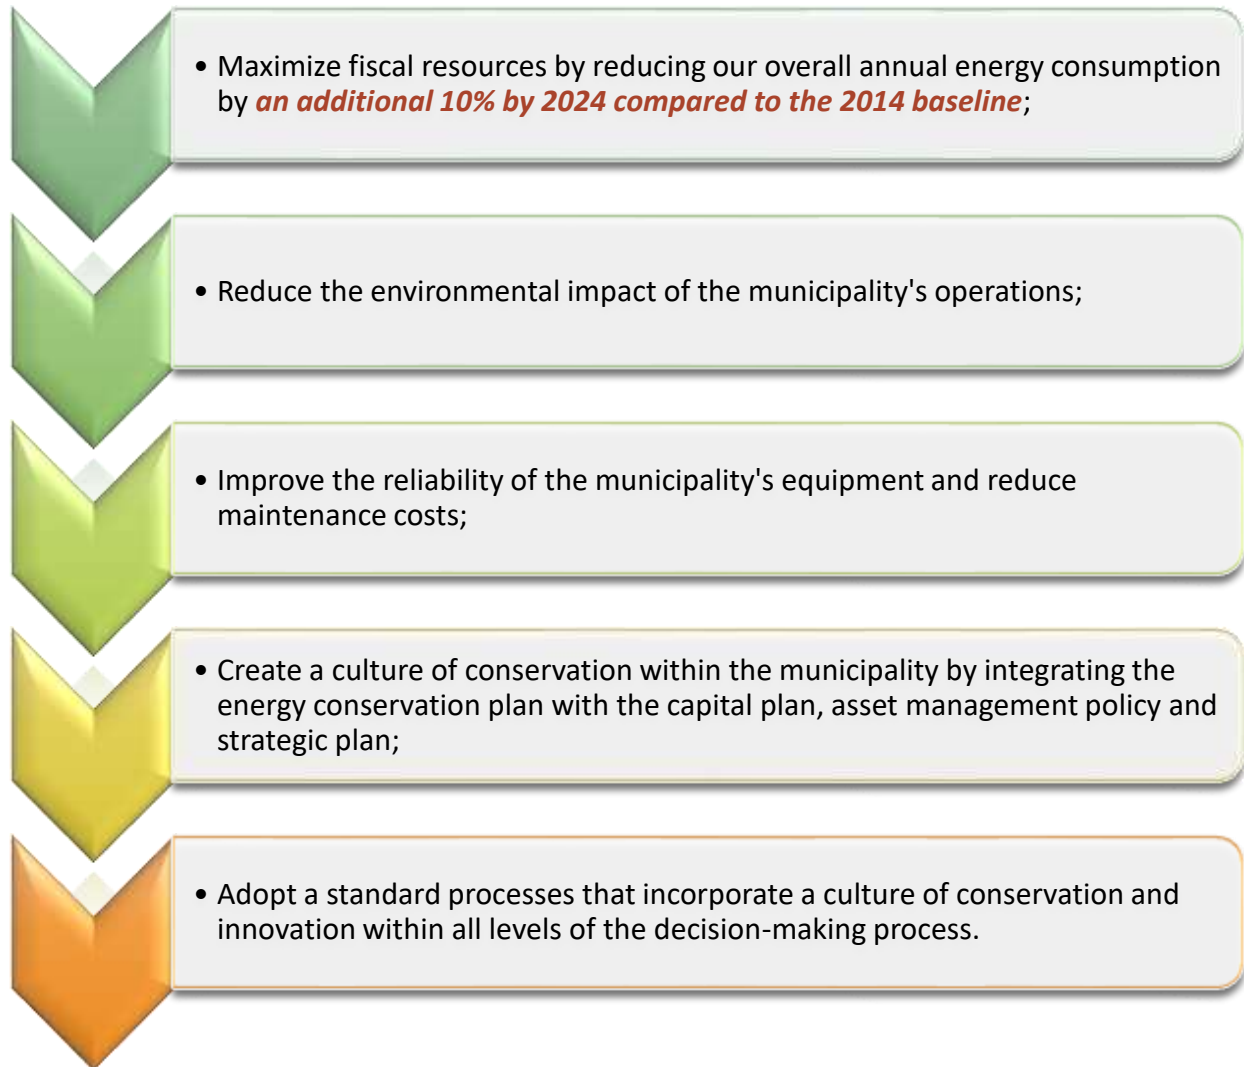 • Maximize fiscal resources by reducing our overall annual energy consumption
by an additional 10% by 2024 compared to the 2014 baseline;
• Reduce the environmental impact of the municipality's operations;
• Improve the reliability of the municipality's equipment and reduce
maintenance costs;
• Create a culture of conservation within the municipality by integrating the
energy conservation plan with the capital plan, asset management policy and
strategic plan;
• Adopt a standard processes that incorporate a culture of conservation and
innovation within all levels of the decision-making process.